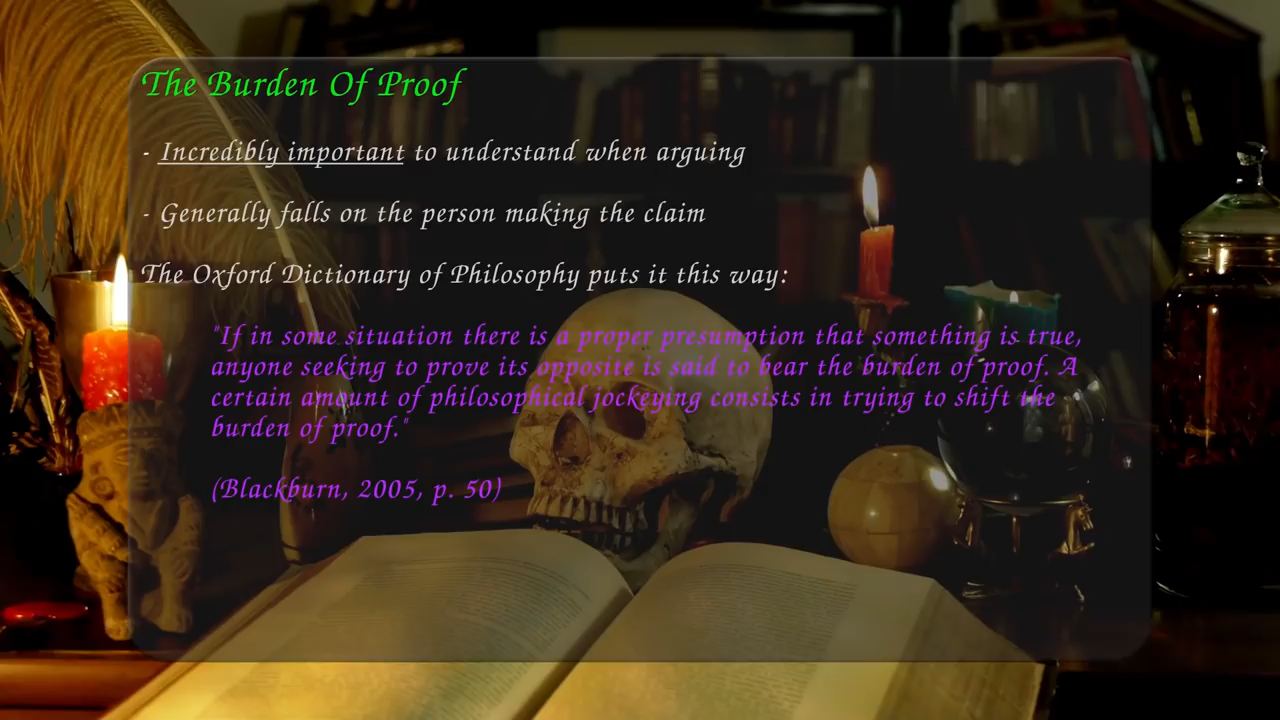 The Burden Of Proof
- Incredibly important to understand when arguing
- Generally falls on the person making the claim
The Oxford Dictionary of Philosophy puts it this way:
"If in some situation there is a proper presumption that something is true,
anyone seeking to prove its opposite is said to bear the burden of proof. A
certain amount of philosophical jockeying consists in trying to shift the
burden of proof."
(Blackburn, 2005, p. 50)